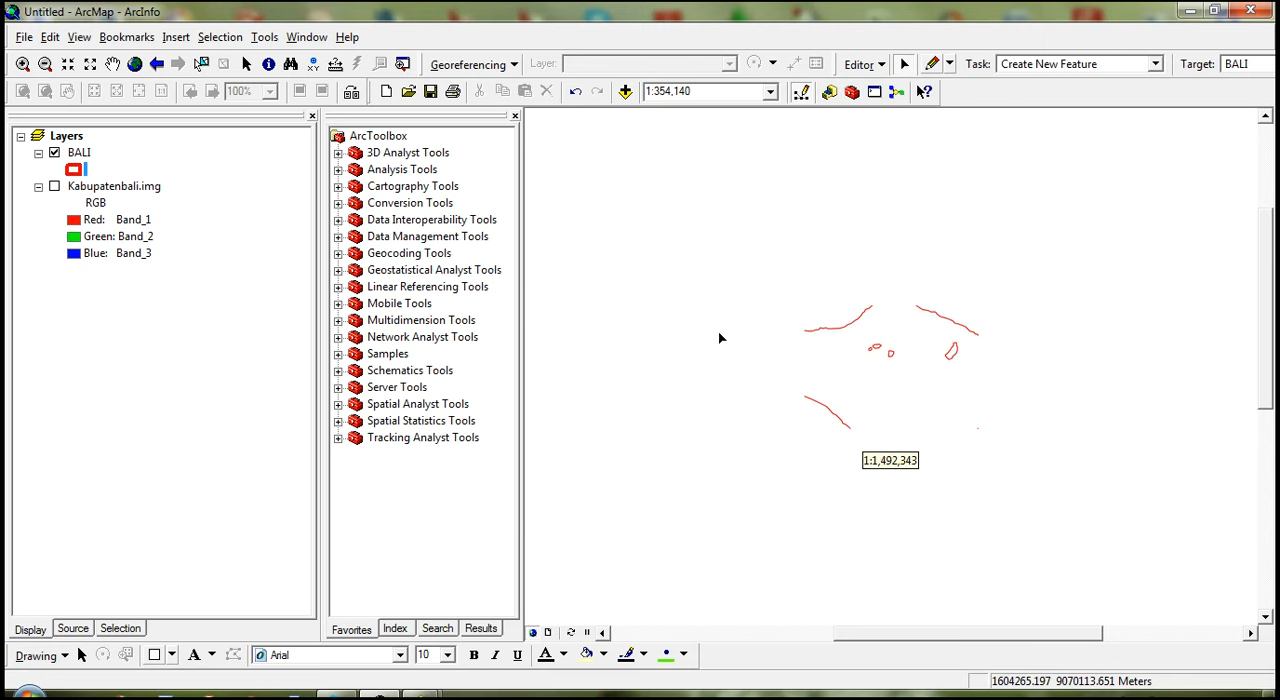 Untitled - ArcMap - ArcInfo
File Edit View Bookmarks Insert Selection Tools Window Help
Georeferencing Layer: Editor Task: Create New Feature Target: BALI
100% 1:354,140
Layers
BALI
Kabupatenbali.img
RGB
Red: Band_1
Green: Band_2
Blue: Band_3
ArcToolbox
3D Analyst Tools
Analysis Tools
Cartography Tools
Conversion Tools
Data Interoperability Tools
Data Management Tools
Geocoding Tools
Geostatistical Analyst Tools
Linear Referencing Tools
Mobile Tools
Multidimension Tools
Network Analyst Tools
Samples
Schematics Tools
Server Tools
Spatial Analyst Tools
Spatial Statistics Tools
Tracking Analyst Tools
1:1,492,343
Display Source Selection
Favorites Index Search Results
Drawing A Arial 10 B I U A
1604265.197 9070113.651 Meters